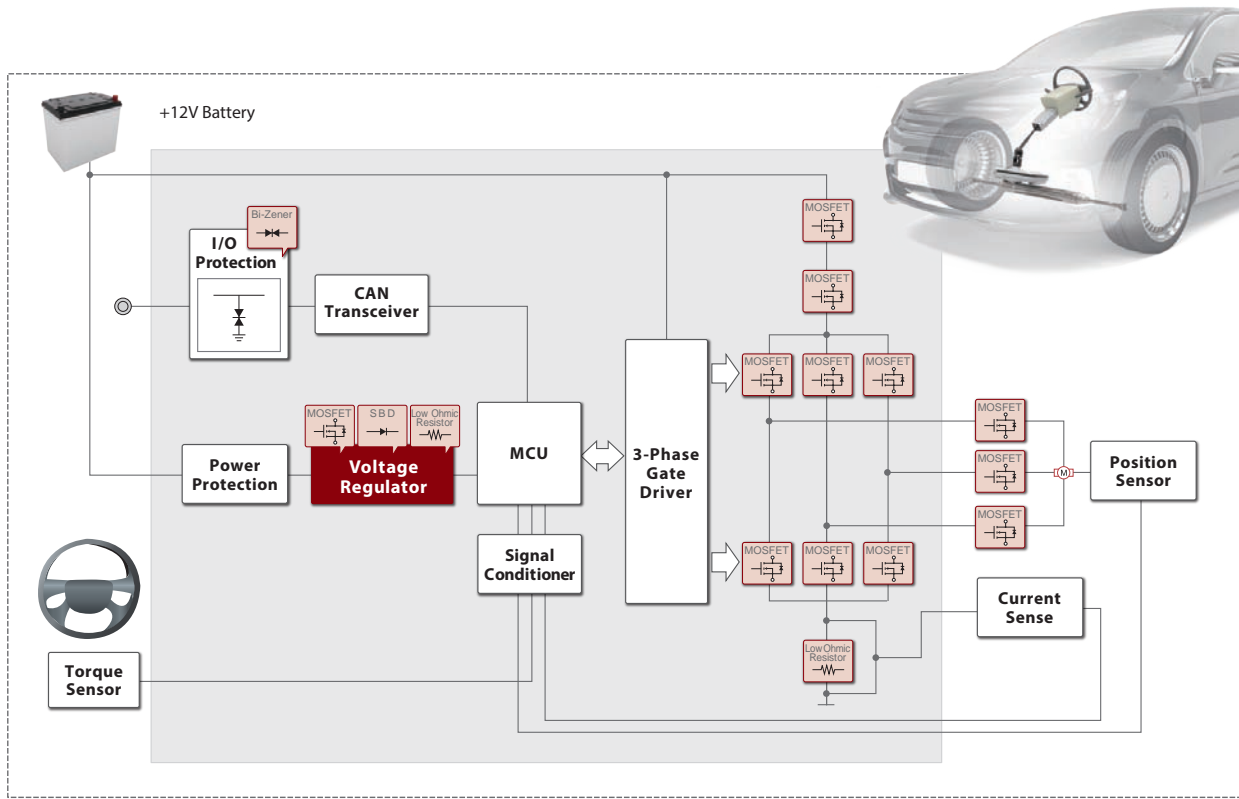 +12V Battery
Bi-Zener
I/O
Protection
CAN
Transceiver
MOSFET
MOSFET
MOSFET
MOSFET
MOSFET
MOSFET
SBD
Low Ohmic
Resistor
Power
Protection
Voltage
Regulator
MCU
3-Phase
Gate
Driver
MOSFET
MOSFET
MOSFET
M
Position
Sensor
Signal
Conditioner
MOSFET
MOSFET
MOSFET
Current
Sense
Low Ohmic
Resistor
Torque
Sensor